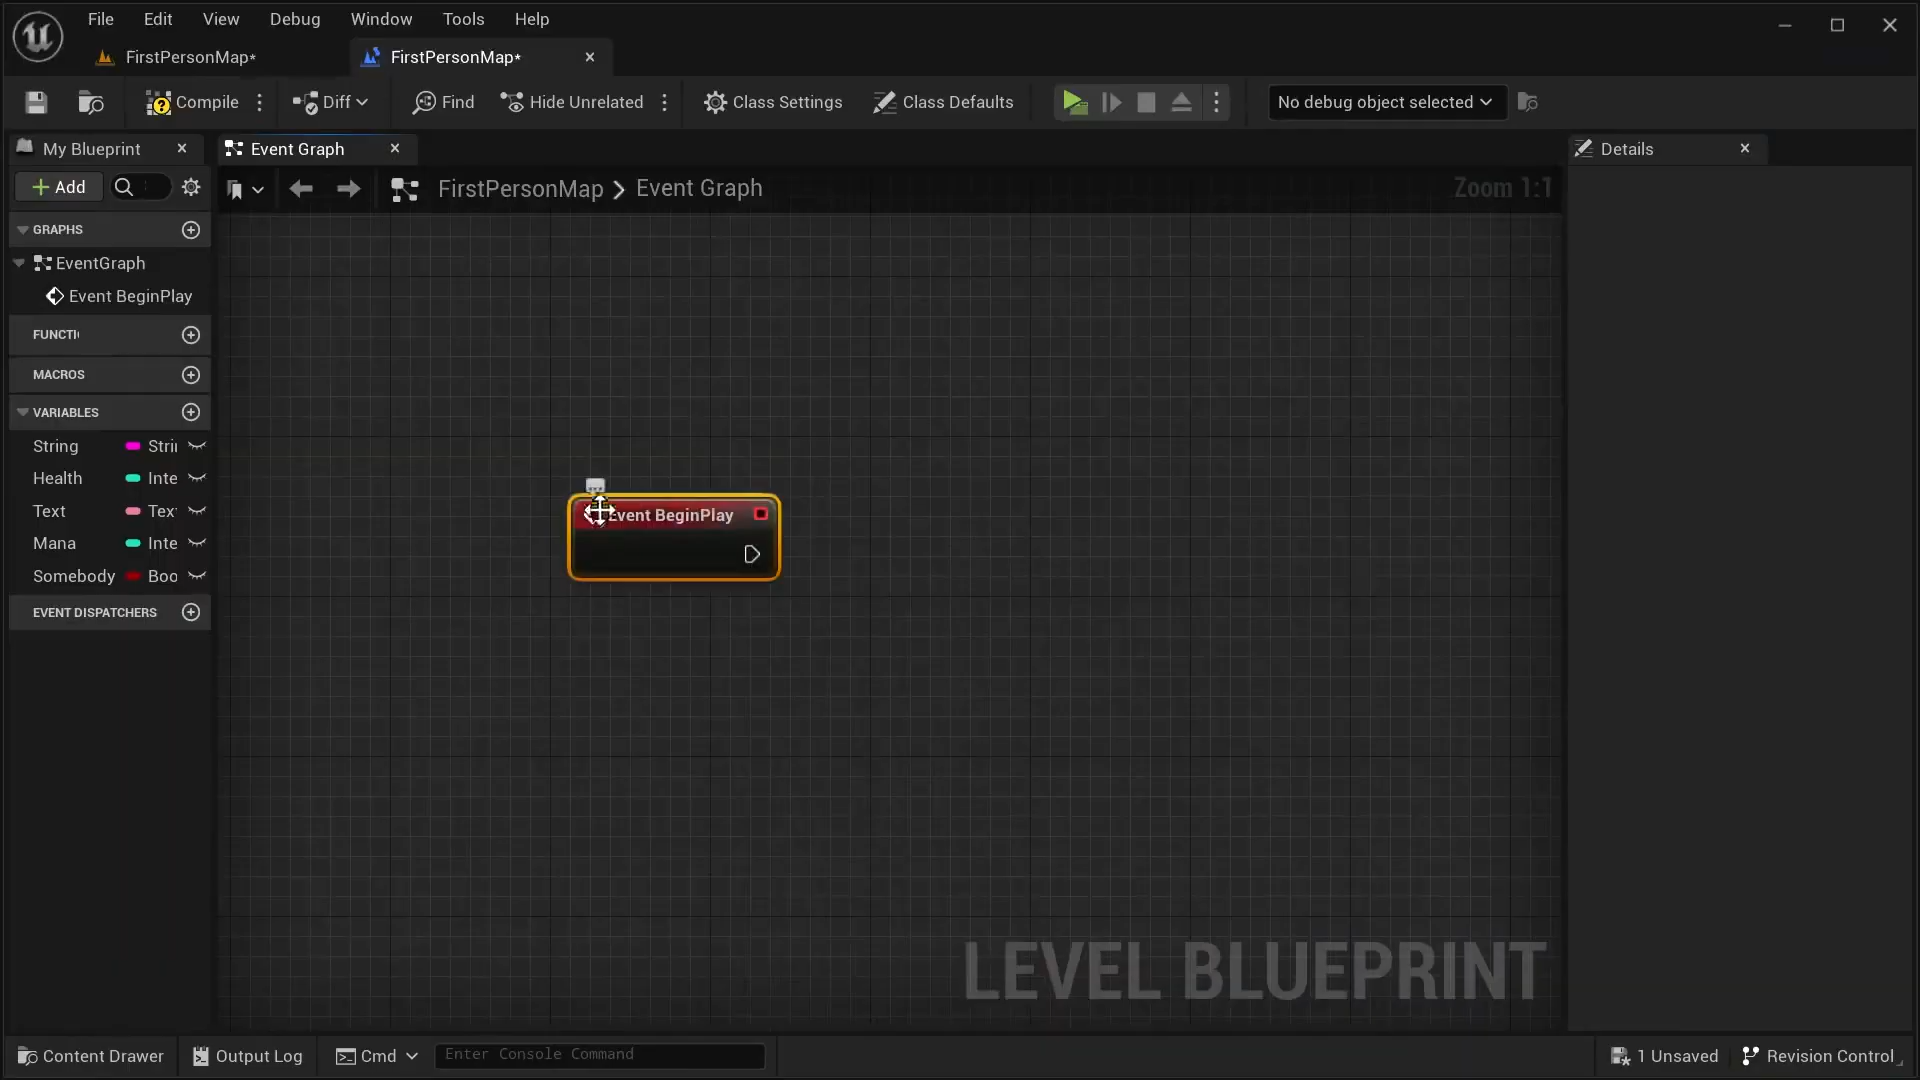 File Edit View Debug Window Tools Help
FirstPersonMap* FirstPersonMap*
Compile Diff Find Hide Unrelated Class Settings Class Defaults No debug object selected
My Blueprint Event Graph Details
Add FirstPersonMap > Event Graph Zoom 1:1
GRAPHS
EventGraph
Event BeginPlay
FUNCTI
MACROS
VARIABLES
String Stri
Health Inte
Text Tex
Mana Inte
Somebody Boo
EVENT DISPATCHERS
Event BeginPlay
LEVEL BLUEPRINT
Content Drawer Output Log Cmd Enter Console Command 1 Unsaved Revision Control